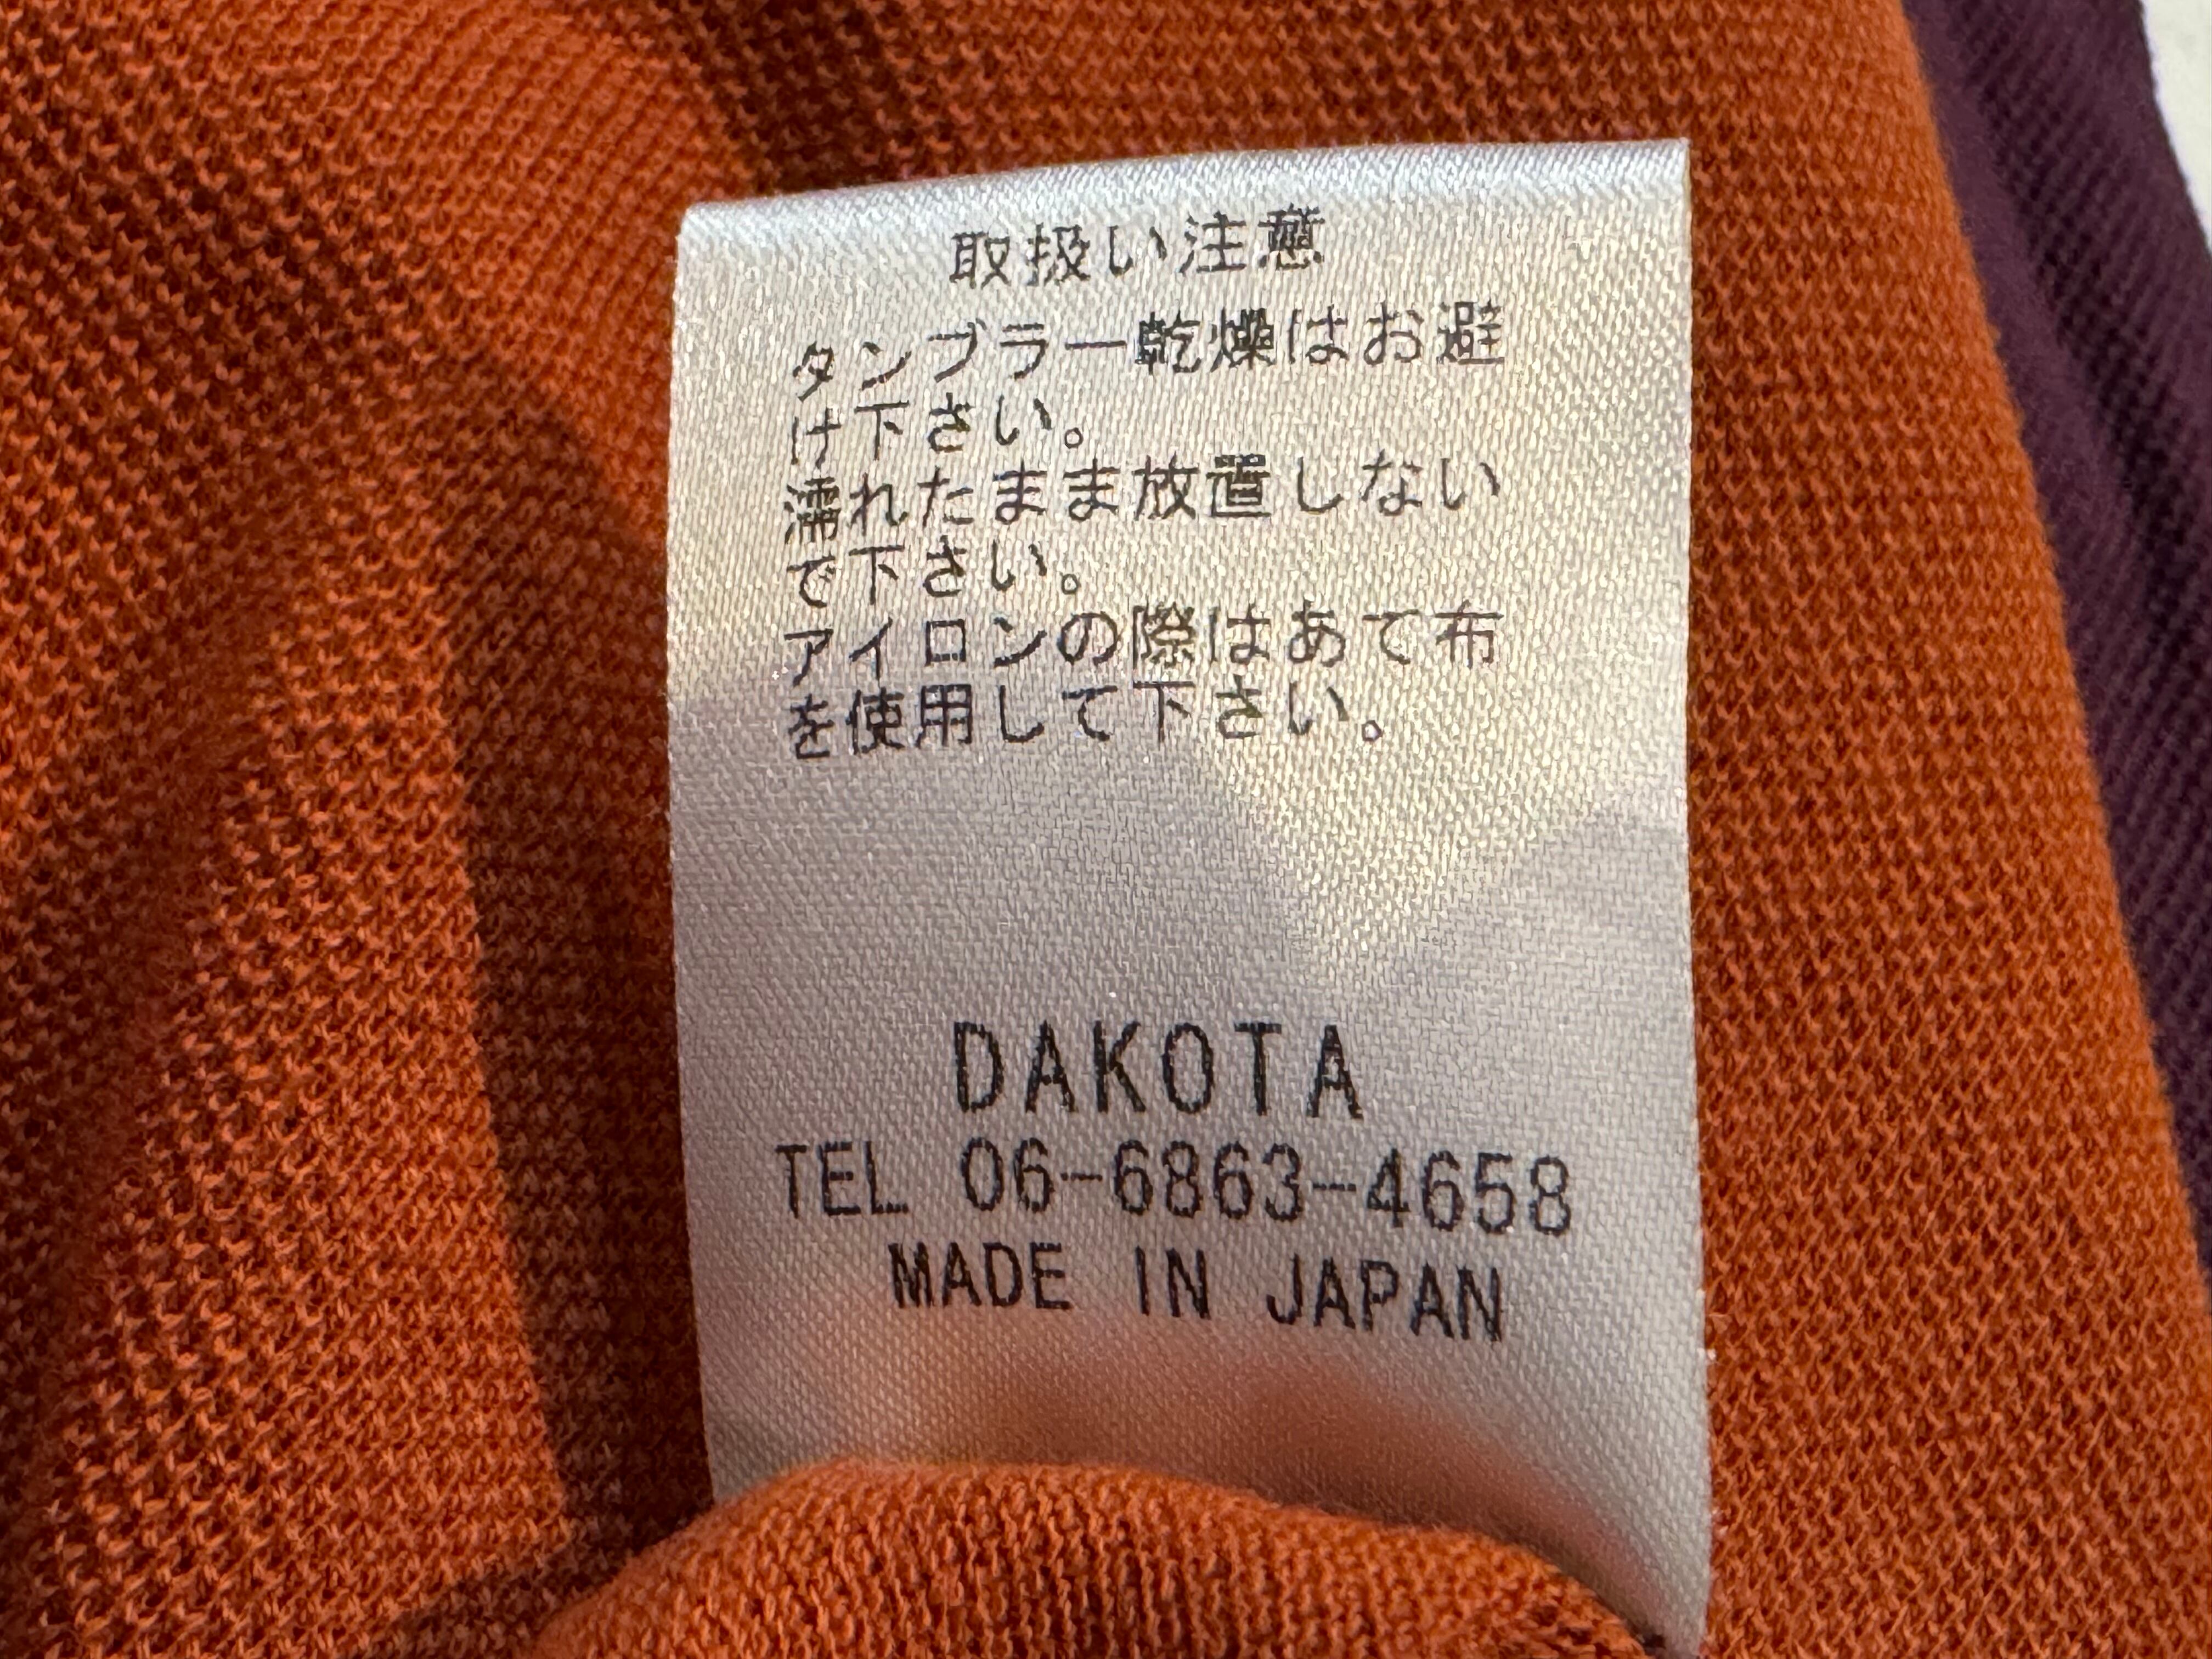 取扱い注意
タンブラー乾燥はお避
け下さい。
濡れたまま放置しない
で下さい。
アイロンの際はあて布
を使用して下さい。
DAKOTA
TEL 06-6863-4658
MADE IN JAPAN